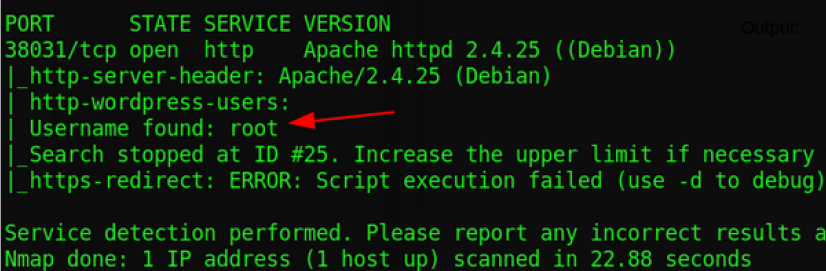 Output:
PORT      STATE SERVICE VERSION
38031/tcp open  http    Apache httpd 2.4.25 ((Debian))
|_http-server-header: Apache/2.4.25 (Debian)
| http-wordpress-users:
| Username found: root
|_Search stopped at ID #25. Increase the upper limit if necessary
|_https-redirect: ERROR: Script execution failed (use -d to debug)
Service detection performed. Please report any incorrect results a
Nmap done: 1 IP address (1 host up) scanned in 22.88 seconds